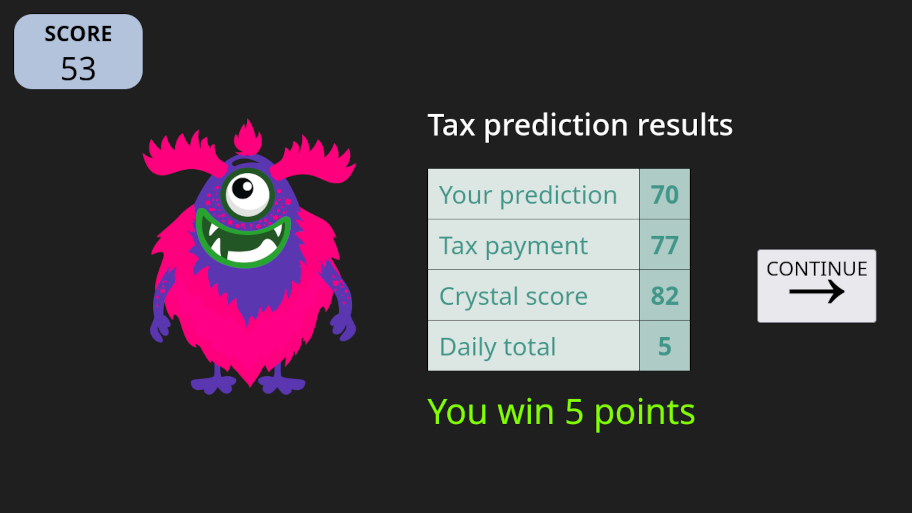 SCORE
53
Tax prediction results
Your prediction 70
Tax payment 77
Crystal score 82
Daily total 5
CONTINUE
You win 5 points